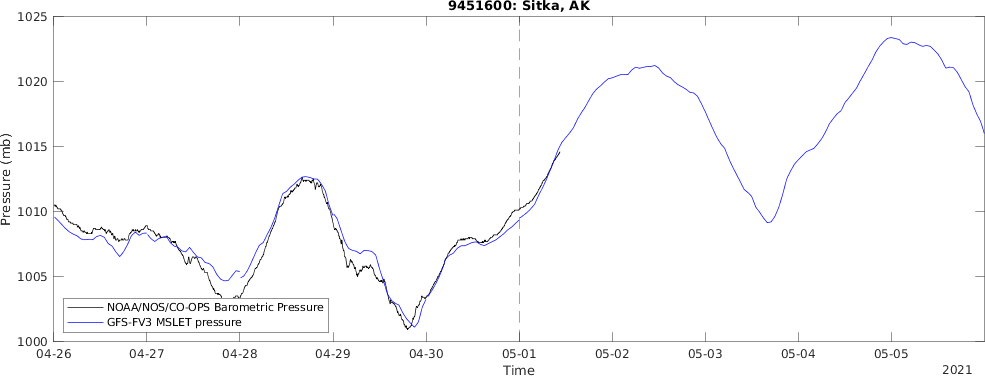 9451600: Sitka, AK
1025
1020
1015
1010
1005
1000
Pressure (mb)
NOAA/NOS/CO-OPS Barometric Pressure
GFS-FV3 MSLET pressure
04-26 04-27 04-28 04-29 04-30 05-01 05-02 05-03 05-04 05-05
Time
2021